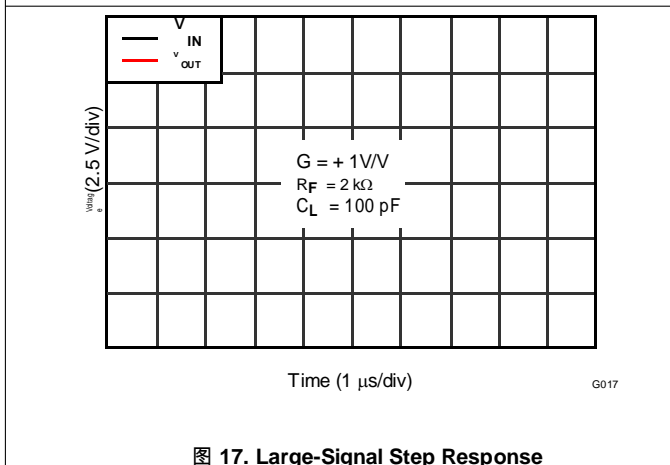 V IN
V OUT
Voltag
e (2.5 V/div)
G = + 1V/V
RF = 2 kΩ
CL = 100 pF
Time (1 μs/div)
G017
图 17. Large-Signal Step Response